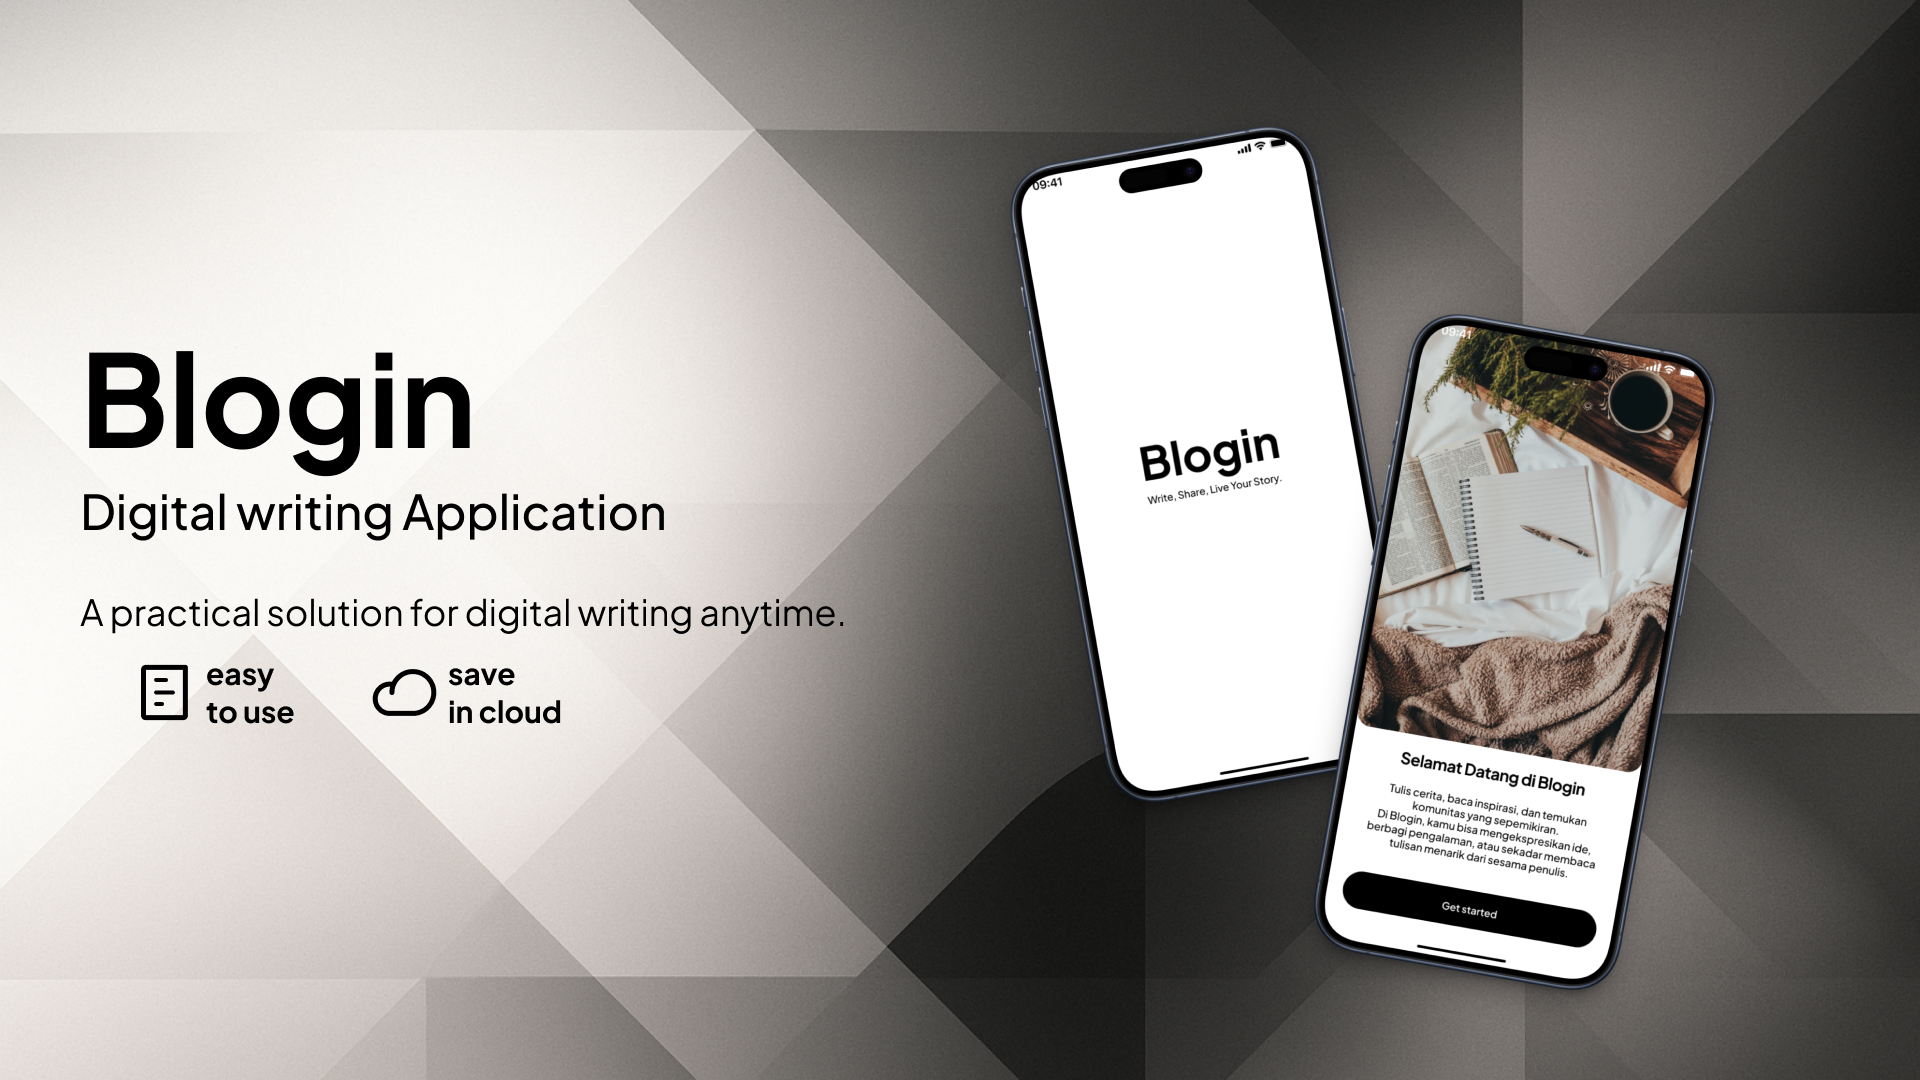 Blogin
Digital writing Application
A practical solution for digital writing anytime.
easy
to use
save
in cloud
09:41
Blogin
Write, Share, Live Your Story.
09:41
Selamat Datang di Blogin
Tulis cerita, baca inspirasi, dan temukan
komunitas yang sepemikiran.
Di Blogin, kamu bisa mengekspresikan ide,
berbagi pengalaman, atau sekadar membaca
tulisan menarik dari sesama penulis.
Get started